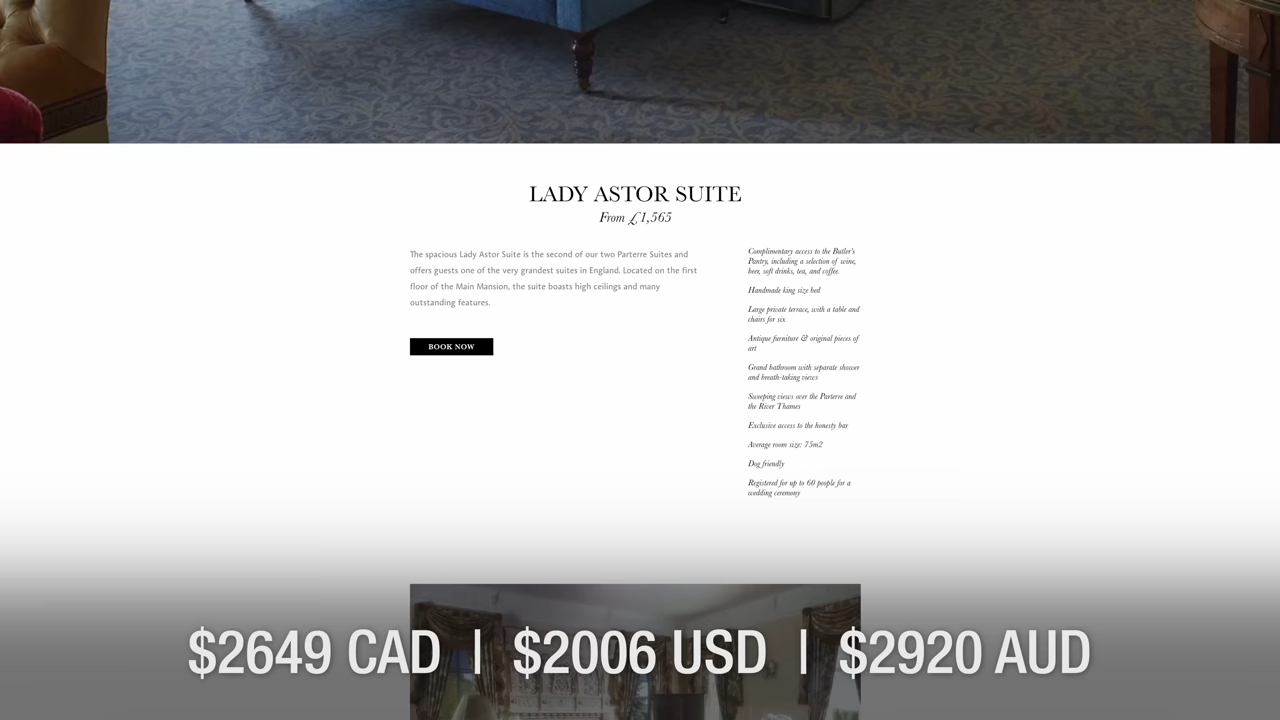 LADY ASTOR SUITE
From £1,565
The spacious Lady Astor Suite is the second of our two Parterre Suites and
offers guests one of the very grandest suites in England. Located on the first
floor of the Main Mansion, the suite boasts high ceilings and many
outstanding features.
BOOK NOW
Complimentary access to the Butler's
Pantry, including a selection of wine,
beer, soft drinks, tea, and coffee.
Handmade king size bed
Large private terrace, with a table and
chairs for six
Antique furniture & original pieces of
art
Grand bathroom with separate shower
and breath-taking views
Sweeping views over the Parterre and
the River Thames
Exclusive access to the honesty bar
Average room size: 75m2
Dog friendly
Registered for up to 60 people for a
wedding ceremony
$2649 CAD | $2006 USD | $2920 AUD